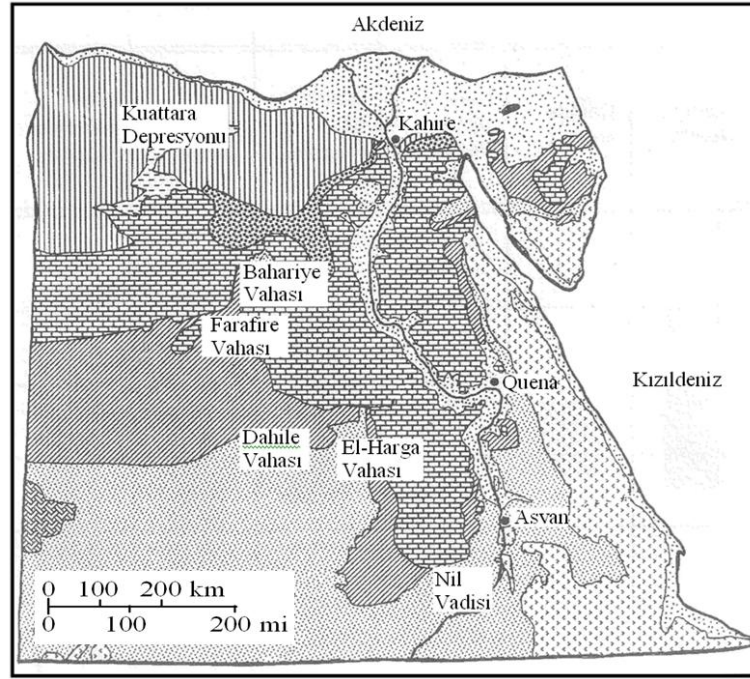 Akdeniz
Kuattara
Depresyonu
Kahire
Bahariye
Vahası
Farafire
Vahası
Quena
Kızıldeniz
Dahile
Vahası
El-Harga
Vahası
Asvan
Nil
Vadisi
0 100 200 km
0 100 200 mi